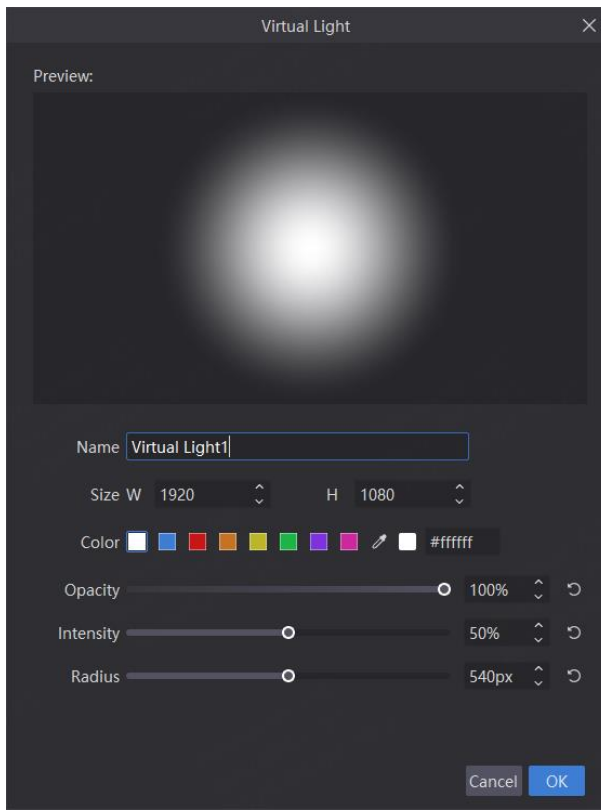 Virtual Light
Preview:
Name Virtual Light1
Size W 1920 H 1080
Color #ffffff
Opacity 100%
Intensity 50%
Radius 540px
Cancel OK